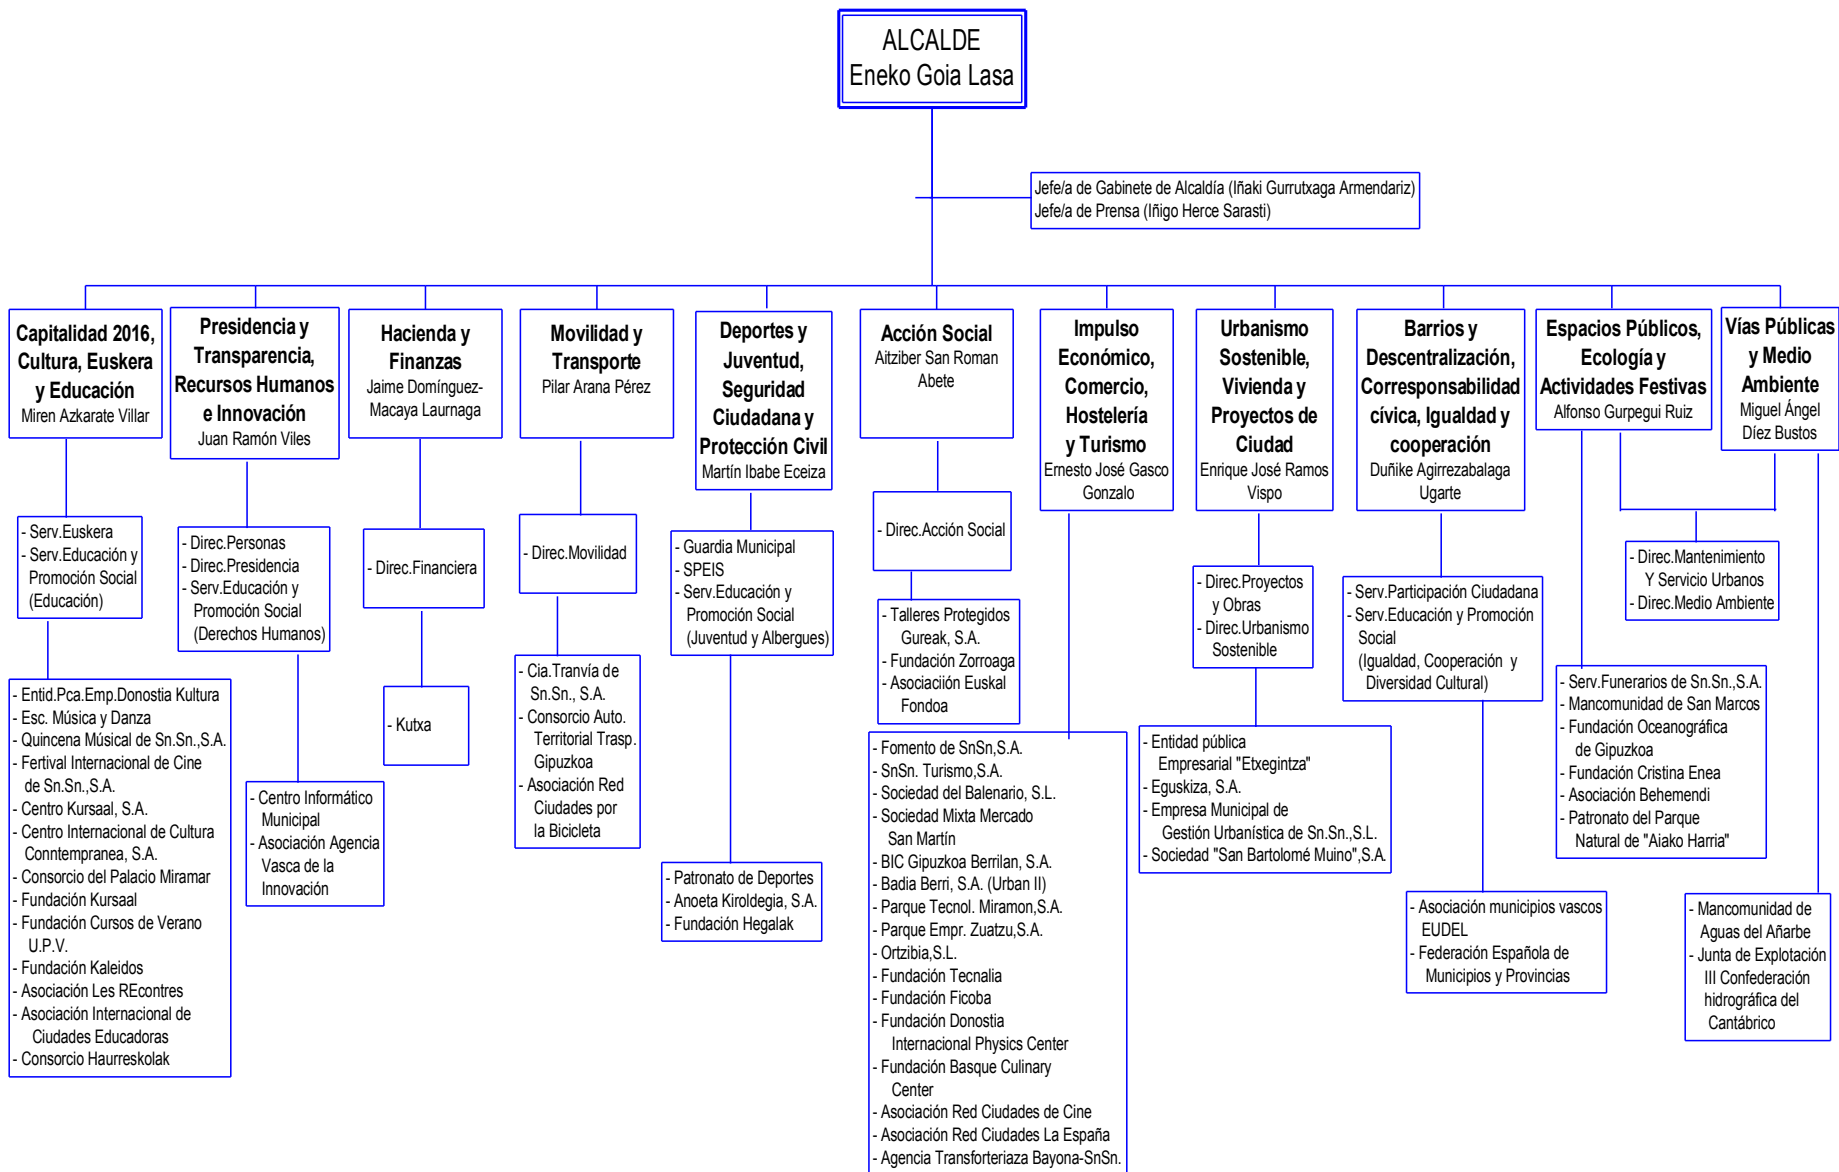 ALCALDE
Eneko Goia Lasa
Jefe/a de Gabinete de Alcaldía (Iñaki Gurrutxaga Armendariz)
Jefe/a de Prensa (Iñigo Herce Sarasti)
Capitalidad 2016,
Cultura, Euskera
y Educación
Miren Azkarate Villar
- Serv.Euskera
- Serv.Educación y
Promoción Social
(Educación)
- Entid.Pca.Emp.Donostia Kultura
- Esc. Música y Danza
- Quincena Músical de Sn.Sn.,S.A.
- Fertival Internacional de Cine
de Sn.Sn.,S.A.
- Centro Kursaal, S.A.
- Centro Internacional de Cultura
Conntempranea, S.A.
- Consorcio del Palacio Miramar
- Fundación Kursaal
- Fundación Cursos de Verano
U.P.V.
- Fundación Kaleidos
- Asociación Les REcontres
- Asociación Internacional de
Ciudades Educadoras
- Consorcio Haurreskolak
Presidencia y
Transparencia,
Recursos Humanos
e Innovación
Juan Ramón Viles
- Direc.Personas
- Direc.Presidencia
- Serv.Educación y
Promoción Social
(Derechos Humanos)
- Centro Informático
Municipal
- Asociación Agencia
Vasca de la
Innovación
Hacienda y
Finanzas
Jaime Domínguez-
Macaya Laurnaga
- Direc.Financiera
- Kutxa
Movilidad y
Transporte
Pilar Arana Pérez
- Direc.Movilidad
- Cia.Tranvía de
Sn.Sn., S.A.
- Consorcio Auto.
Territorial Trasp.
Gipuzkoa
- Asociación Red
Ciudades por
la Bicicleta
Deportes y
Juventud,
Seguridad
Ciudadana y
Protección Civil
Martín Ibabe Eceiza
- Guardia Municipal
- SPEIS
- Serv.Educación y
Promoción Social
(Juventud y Albergues)
- Patronato de Deportes
- Anoeta Kiroldegia, S.A.
- Fundación Hegalak
Acción Social
Aitziber San Roman
Abete
- Direc.Acción Social
- Talleres Protegidos
Gureak, S.A.
- Fundación Zorroaga
- Asociaciión Euskal
Fondoa
Impulso
Económico,
Comercio,
Hostelería
y Turismo
Ernesto José Gasco
Gonzalo
- Fomento de SnSn,S.A.
- SnSn. Turismo,S.A.
- Sociedad del Balenario, S.L.
- Sociedad Mixta Mercado
San Martín
- BIC Gipuzkoa Berrilan, S.A.
- Badia Berri, S.A. (Urban II)
- Parque Tecnol. Miramon,S.A.
- Parque Empr. Zuatzu,S.A.
- Ortzibia,S.L.
- Fundación Tecnalia
- Fundación Ficoba
- Fundación Donostia
Internacional Physics Center
- Fundación Basque Culinary
Center
- Asociación Red Ciudades de Cine
- Asociación Red Ciudades La España
- Agencia Transforteriaza Bayona-SnSn.
Urbanismo
Sostenible,
Vivienda y
Proyectos de
Ciudad
Enrique José Ramos
Vispo
- Direc.Proyectos
y Obras
- Direc.Urbanismo
Sostenible
- Entidad pública
Empresarial "Etxegintza"
- Eguskiza, S.A.
- Empresa Municipal de
Gestión Urbanística de Sn.Sn.,S.L.
- Sociedad "San Bartolomé Muino",S.A.
Barrios y
Descentralización,
Corresponsabilidad
cívica, Igualdad y
cooperación
Duñike Agirrezabalaga
Ugarte
- Serv.Participación Ciudadana
- Serv.Educación y Promoción
Social
(Igualdad, Cooperación y
Diversidad Cultural)
- Asociación municipios vascos
EUDEL
- Federación Española de
Municipios y Provincias
Espacios Públicos,
Ecología y
Actividades Festivas
Alfonso Gurpegui Ruiz
- Direc.Mantenimiento
Y Servicio Urbanos
- Direc.Medio Ambiente
- Serv.Funerarios de Sn.Sn.,S.A.
- Mancomunidad de San Marcos
- Fundación Oceanográfica
de Gipuzkoa
- Fundación Cristina Enea
- Asociación Behemendi
- Patronato del Parque
Natural de "Aiako Harria"
Vías Públicas
y Medio
Ambiente
Miguel Ángel
Díez Bustos
- Mancomunidad de
Aguas del Añarbe
- Junta de Explotación
III Confederación
hidrográfica del
Cantábrico